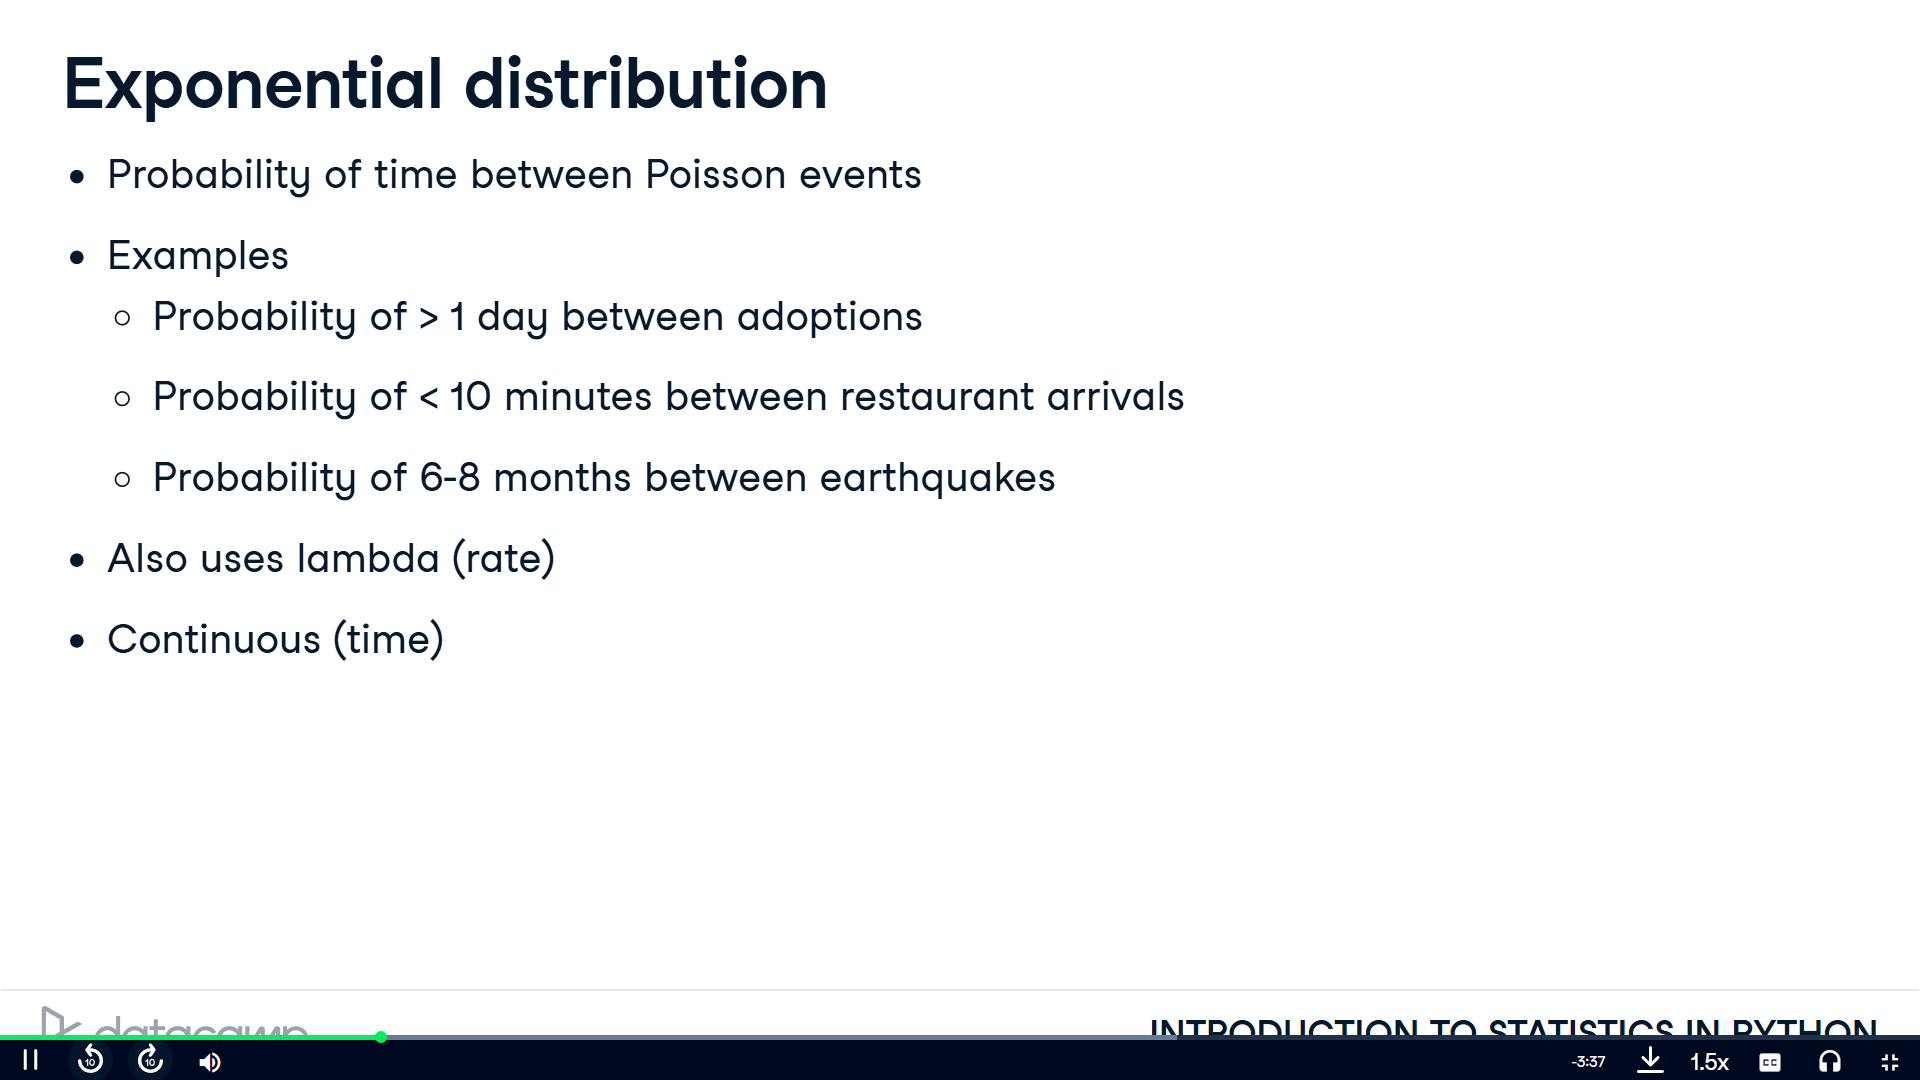 Exponential distribution
Probability of time between Poisson events
Examples
Probability of > 1 day between adoptions
Probability of < 10 minutes between restaurant arrivals
Probability of 6-8 months between earthquakes
Also uses lambda (rate)
Continuous (time)
datacamp
INTRODUCTION TO STATISTICS IN PYTHON
10
10
-3:37
1.5x
CC